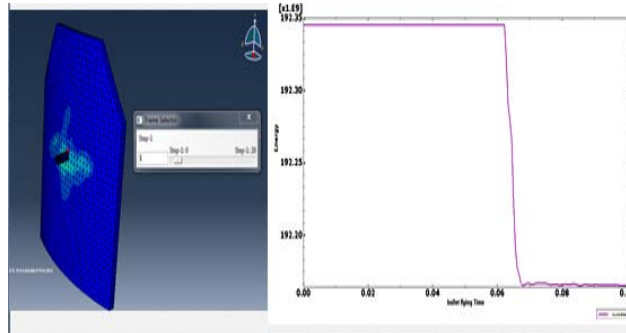 Frame Selector
X
Step-1
Step-1: 0
Step-1: 20
[x1.E9]
192.35
192.30
192.25
192.20
Energy
0.00
0.02
0.04
0.06
0.08
0.1
bullet flying Time